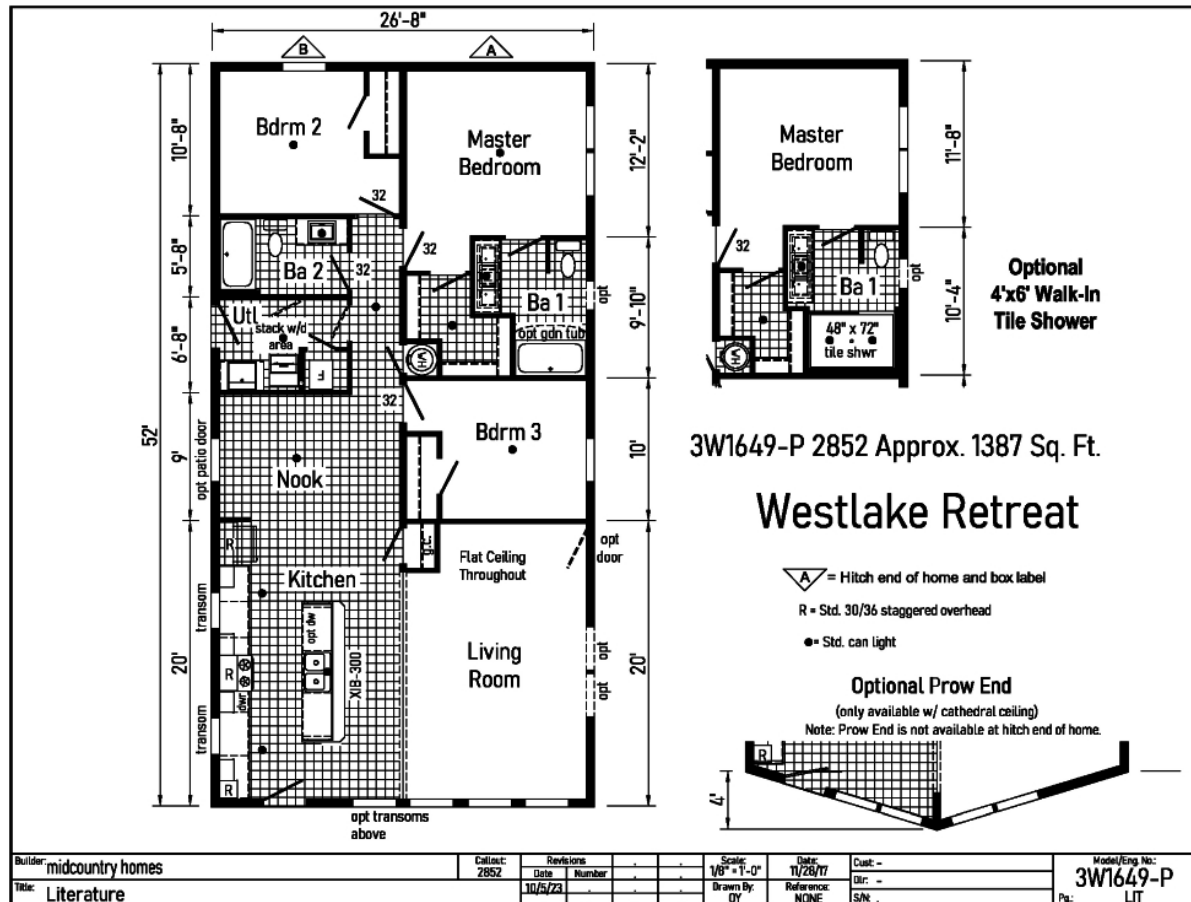 26'-8"
B
A
52'
10'-8"
5'-8"
6'-8"
9'
20'
12'-2"
9'-10"
10'
20'
Bdrm 2
Master
Bedroom
32
32
32
Ba 2
Ba 1
opt
Utl
stack w/d
area
F
WH
opt gdn tub
32
Bdrm 3
opt patio door
Nook
R
g.c.
Flat Ceiling
Throughout
opt
door
Kitchen
transom
opt dw
XIB-300
Living
Room
R
dwr
opt
opt
transom
R
opt transoms
above
Master
Bedroom
11'-8"
32
Ba 1
opt
10'-4"
48" x 72"
tile shwr
WH
Optional
4'x6' Walk-In
Tile Shower
3W1649-P 2852 Approx. 1387 Sq. Ft.
Westlake Retreat
A = Hitch end of home and box label
R = Std. 30/36 staggered overhead
= Std. can light
Optional Prow End
(only available w/ cathedral ceiling)
Note: Prow End is not available at hitch end of home.
R
4'
Builder: midcountry homes
Callout: 2852
Revisions
Date Number
10/5/23
Scale: 1/8" = 1'-0"
Date: 11/28/17
Cust: -
Model/Eng. No.:
3W1649-P
Title: Literature
Drawn By: DY
Reference: NONE
Dlr: -
S/N: .
Pg.: LIT